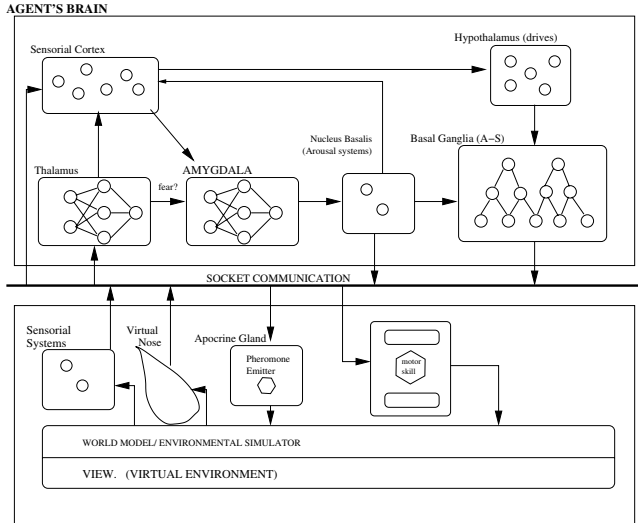 AGENT'S BRAIN
Hypothalamus (drives)
Sensorial Cortex
Nucleus Basalis
(Arousal systems)
Basal Ganglia (A−S)
Thalamus
fear?
AMYGDALA
SOCKET COMMUNICATION
Sensorial
Systems
Virtual
Nose
Apocrine Gland
Pheromone
Emitter
motor
skill
WORLD MODEL/ ENVIRONMENTAL SIMULATOR
VIEW. (VIRTUAL ENVIRONMENT)